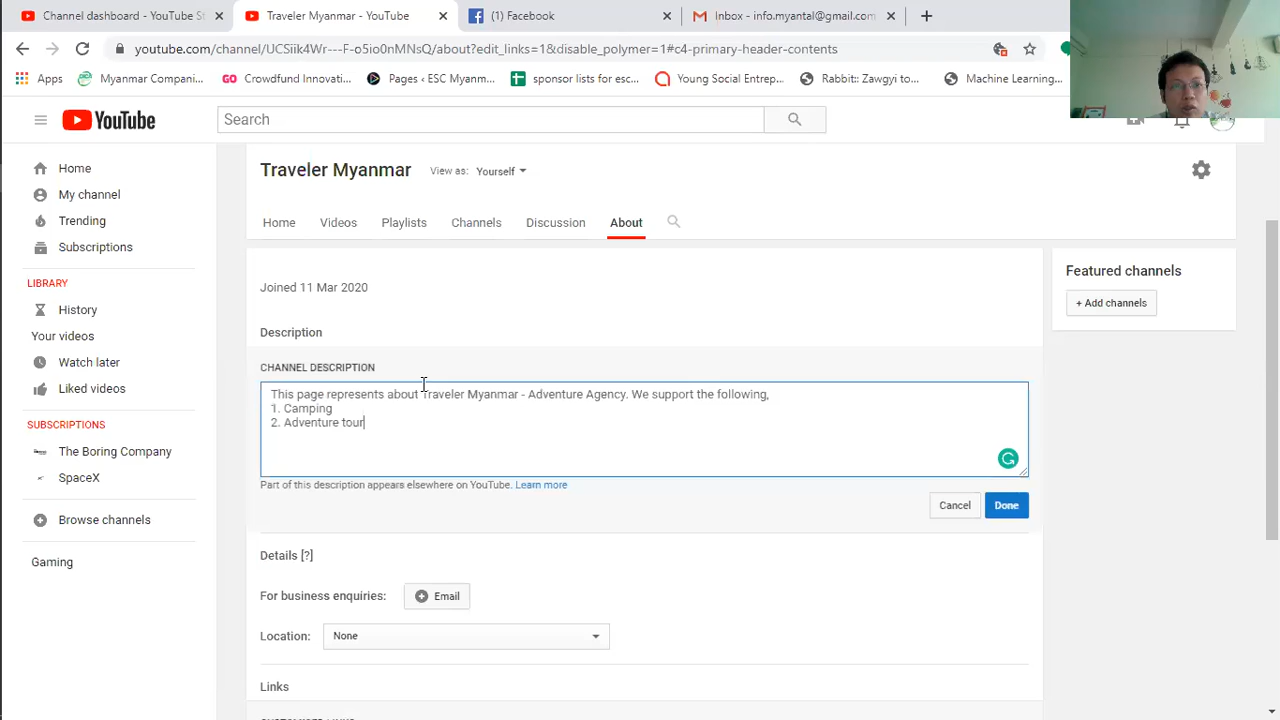 Channel dashboard - YouTube St
Traveler Myanmar - YouTube
(3) Facebook
Inbox - info.myantal@gmail.com
youtube.com/channel/UCSiik4Wr---F-o5io0nMNsQ/about?edit_links=1&disable_polymer=1#c4-primary-header-contents
Apps
Myanmar Compani...
GO Crowdfund Innovati...
Pages ‹ ESC Myanm...
sponsor lists for esc...
Young Social Entrep...
Rabbit:: Zawgyi to...
Machine Learning...
YouTube
Search
Home
My channel
Trending
Subscriptions
LIBRARY
History
Your videos
Watch later
Liked videos
SUBSCRIPTIONS
The Boring Company
SpaceX
Browse channels
Gaming
Traveler Myanmar
View as: Yourself
Home Videos Playlists Channels Discussion About
Joined 11 Mar 2020
Description
CHANNEL DESCRIPTION
This page represents about Traveler Myanmar - Adventure Agency. We support the following,
1. Camping
2. Adventure tour
Part of this description appears elsewhere on YouTube. Learn more
Cancel
Done
Details [?]
For business enquiries: Email
Location: None
Links
Featured channels
+ Add channels